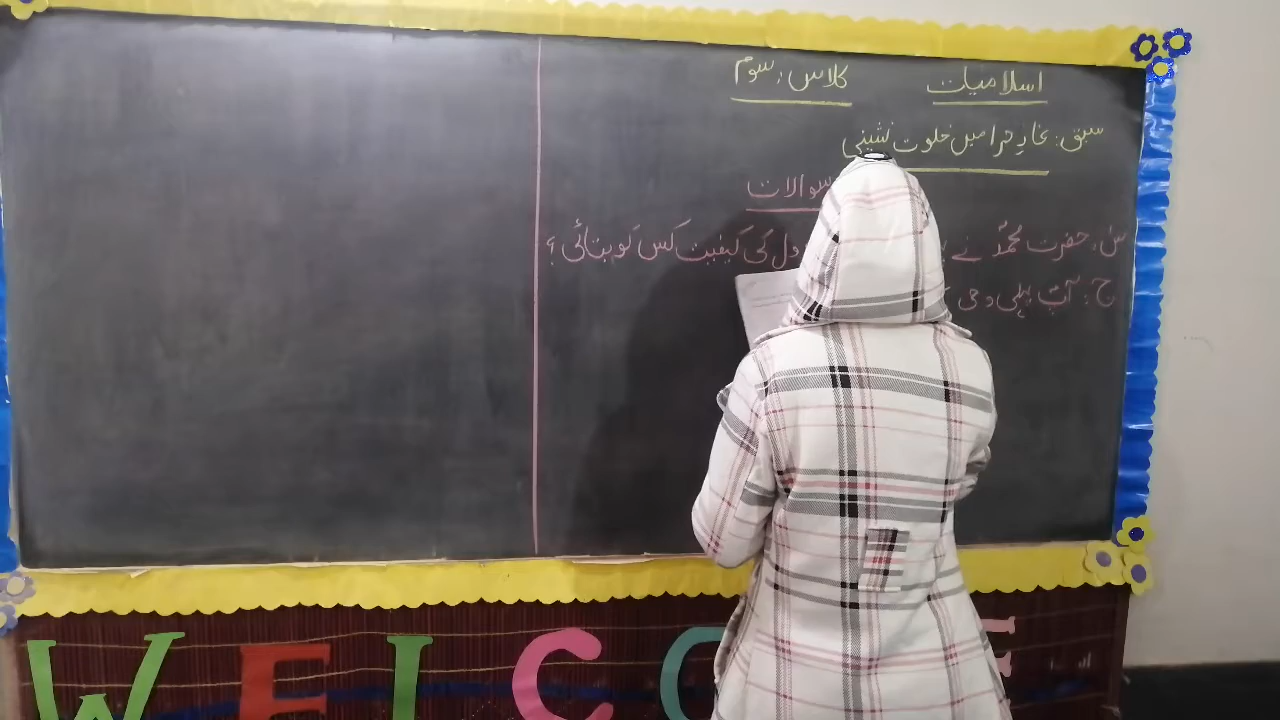 اسلامیات کلاس: سوم
سبق: غارِ حرا میں خلوت نشینی
سوالات
س: حضرت محمدؐ نے دل کی کیفیت کس کو بتائی؟
ج: آپؐ پہلی وحی
WELCOME